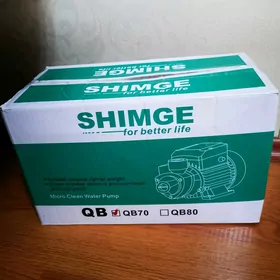 SHIMGE
for better life
SHIMGE
for better life
Micro Clean Water Pump
QB QB70 QB80